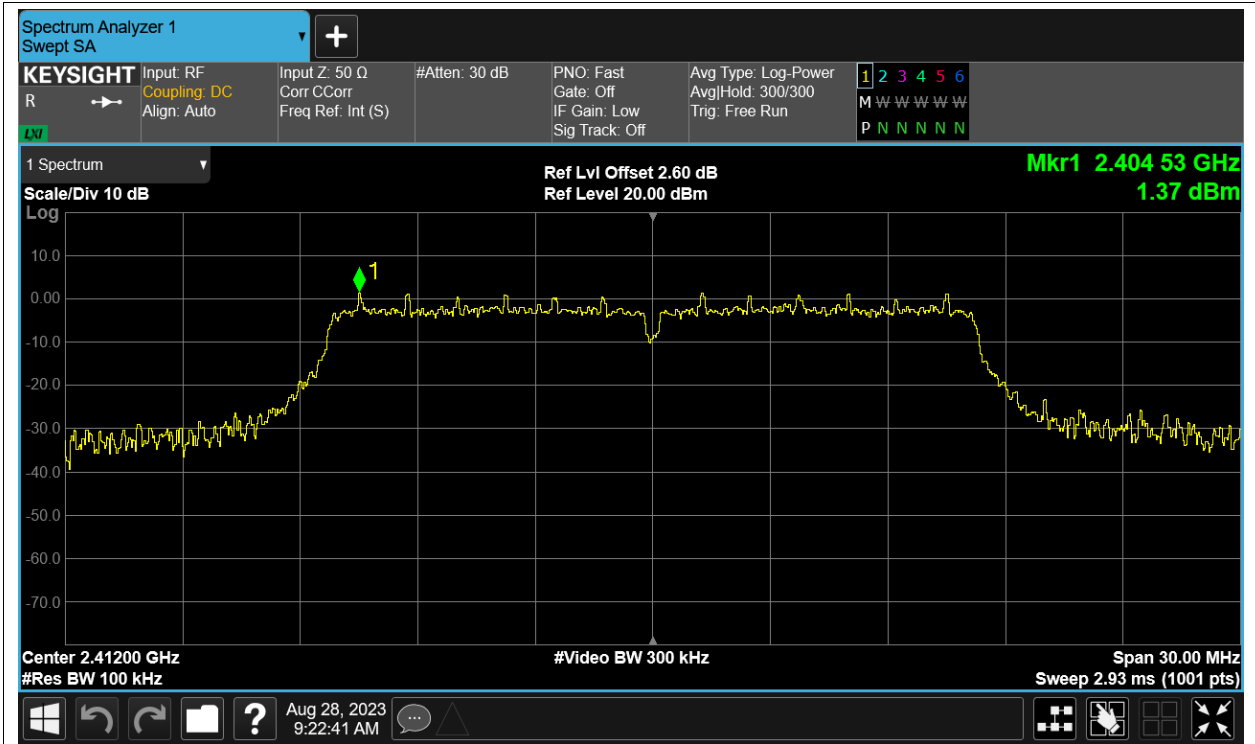 Spectrum Analyzer 1
Swept SA
+
KEYSIGHT
R
LXI
Input: RF
Coupling: DC
Align: Auto
Input Z: 50 Ω
Corr CCorr
Freq Ref: Int (S)
#Atten: 30 dB
PNO: Fast
Gate: Off
IF Gain: Low
Sig Track: Off
Avg Type: Log-Power
Avg|Hold: 300/300
Trig: Free Run
1 2 3 4 5 6
M W W W W W
P N N N N N
1 Spectrum
Scale/Div 10 dB
Log
Ref Lvl Offset 2.60 dB
Ref Level 20.00 dBm
Mkr1 2.404 53 GHz
1.37 dBm
10.0
0.00
-10.0
-20.0
-30.0
-40.0
-50.0
-60.0
-70.0
1
Center 2.41200 GHz
#Res BW 100 kHz
#Video BW 300 kHz
Span 30.00 MHz
Sweep 2.93 ms (1001 pts)
?
Aug 28, 2023
9:22:41 AM